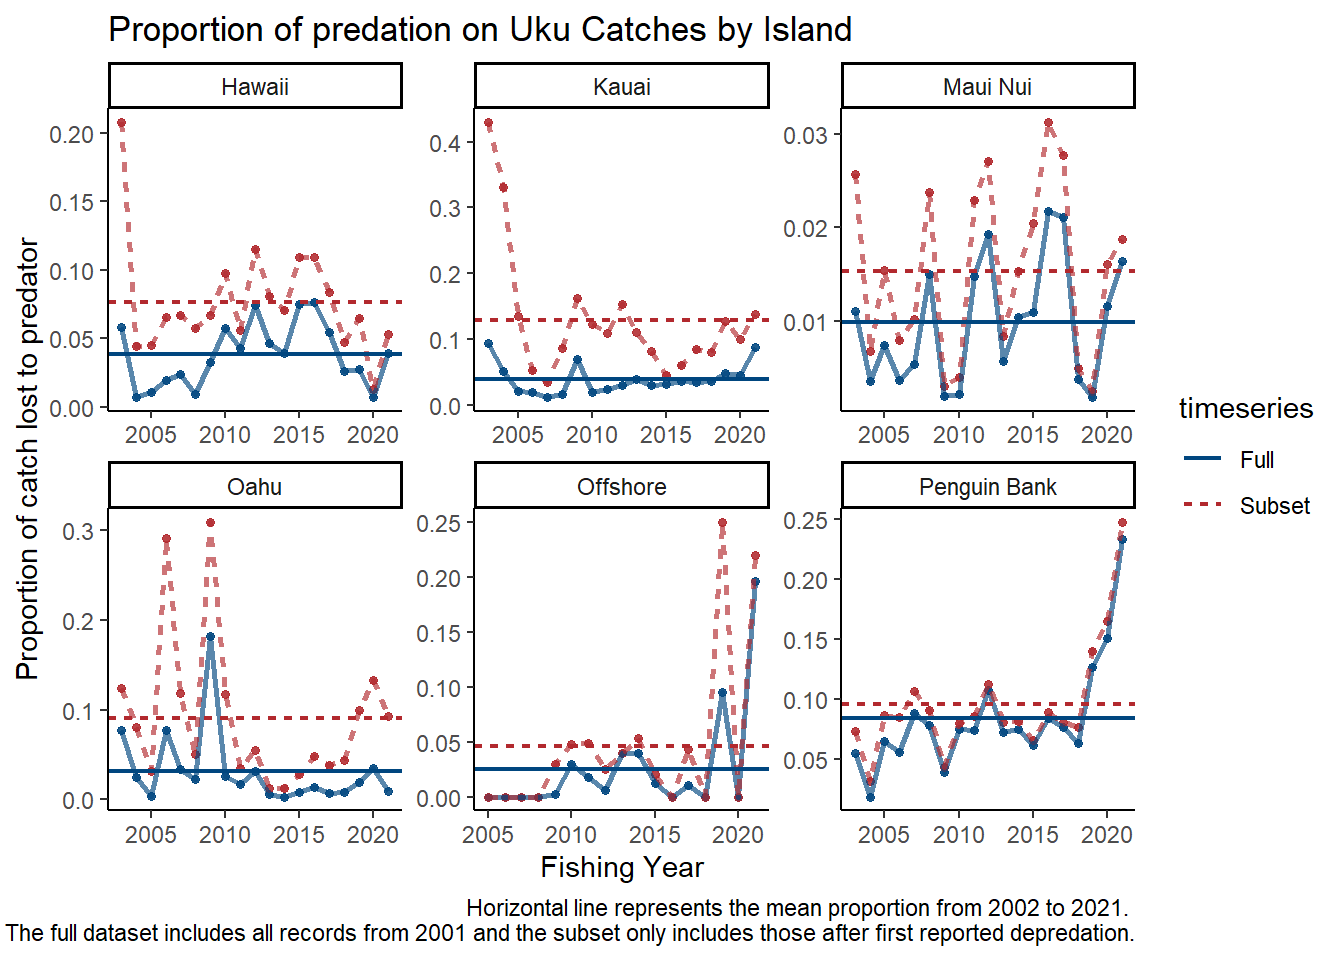 Proportion of predation on Uku Catches by Island
Hawaii
Kauai
Maui Nui
0.20
0.15
0.10
0.05
0.00
2005 2010 2015 2020
0.4
0.3
0.2
0.1
0.0
2005 2010 2015 2020
0.03
0.02
0.01
2005 2010 2015 2020
Proportion of catch lost to predator
Oahu
Offshore
Penguin Bank
0.3
0.2
0.1
0.0
2005 2010 2015 2020
0.25
0.20
0.15
0.10
0.05
0.00
2005 2010 2015 2020
0.25
0.20
0.15
0.10
0.05
2005 2010 2015 2020
Fishing Year
timeseries
Full
Subset
Horizontal line represents the mean proportion from 2002 to 2021.
The full dataset includes all records from 2001 and the subset only includes those after first reported depredation.